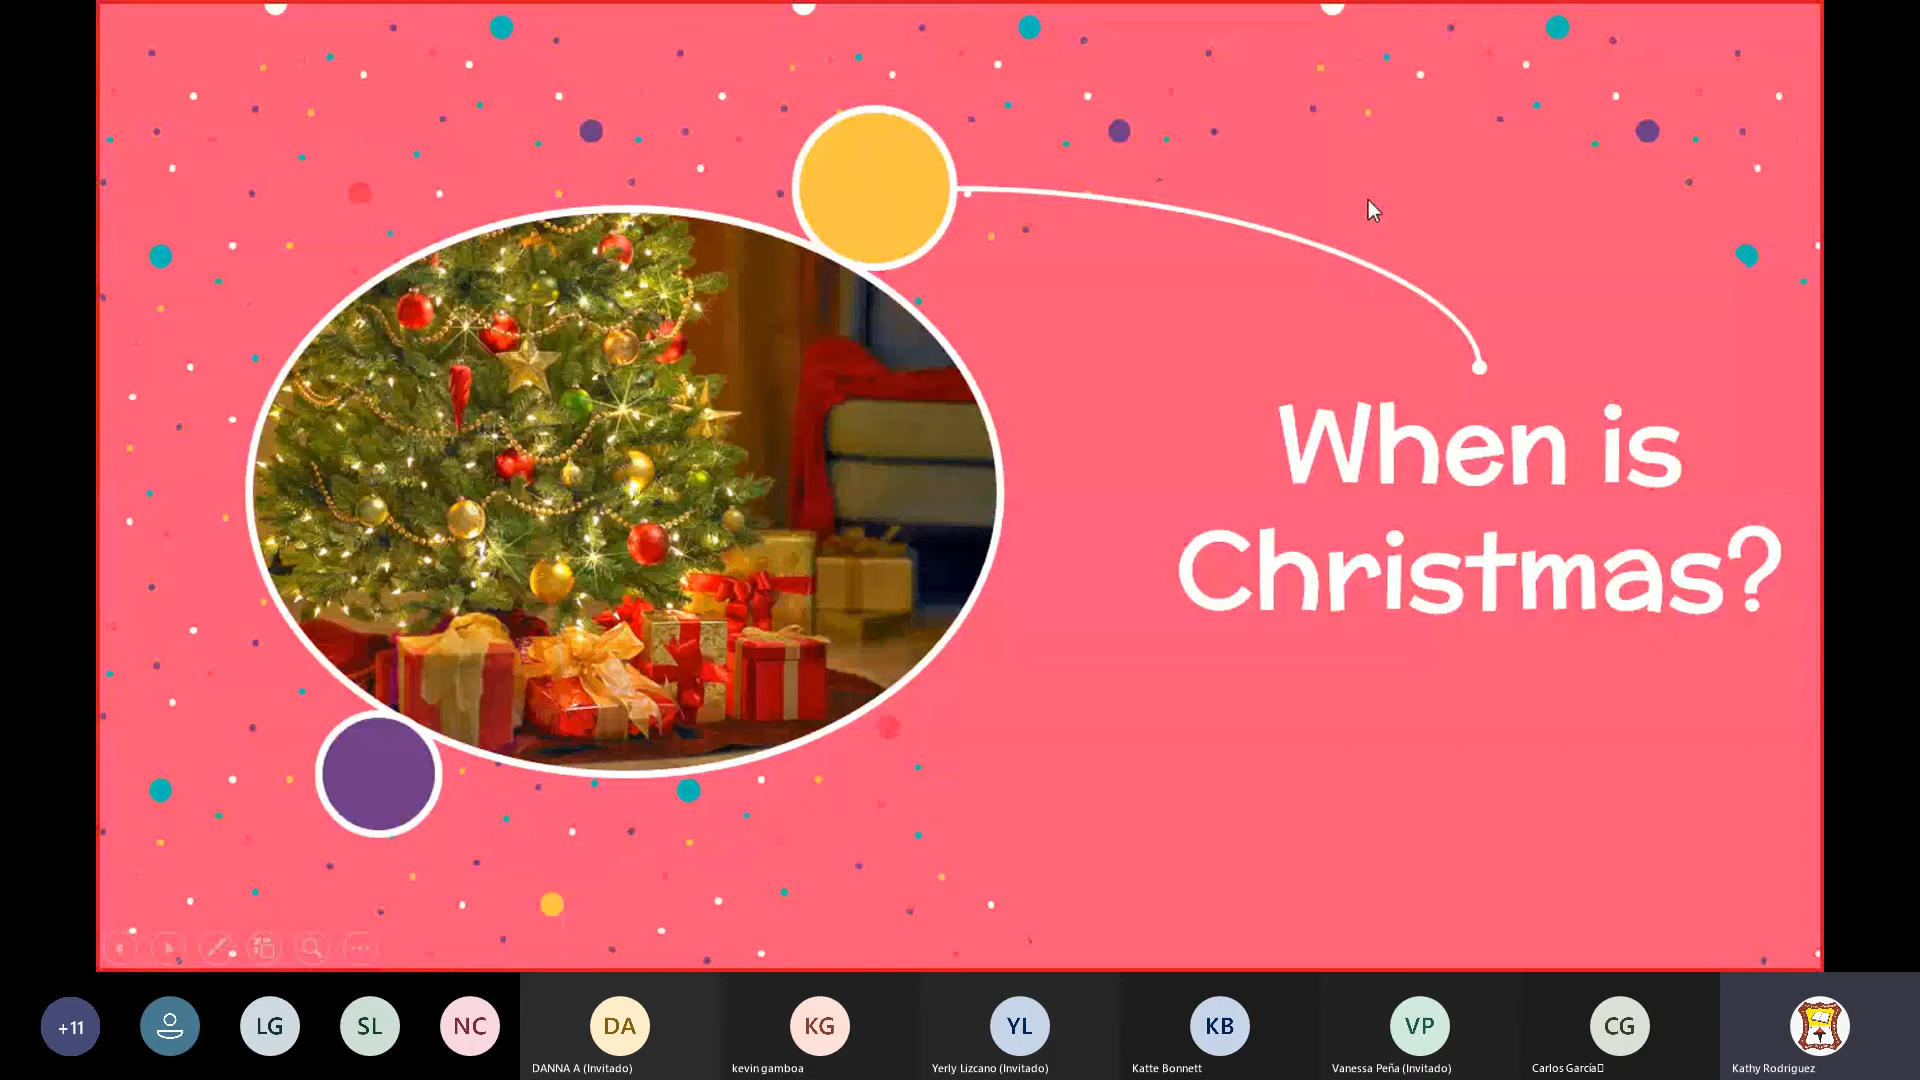 When is
Christmas?
+11
LG
SL
NC
DA
KG
YL
KB
VP
CG
DANNA A (Invitado)
kevin gamboa
Yerly Lizcano (Invitado)
Katte Bonnett
Vanessa Peña (Invitado)
Carlos García
Kathy Rodriguez